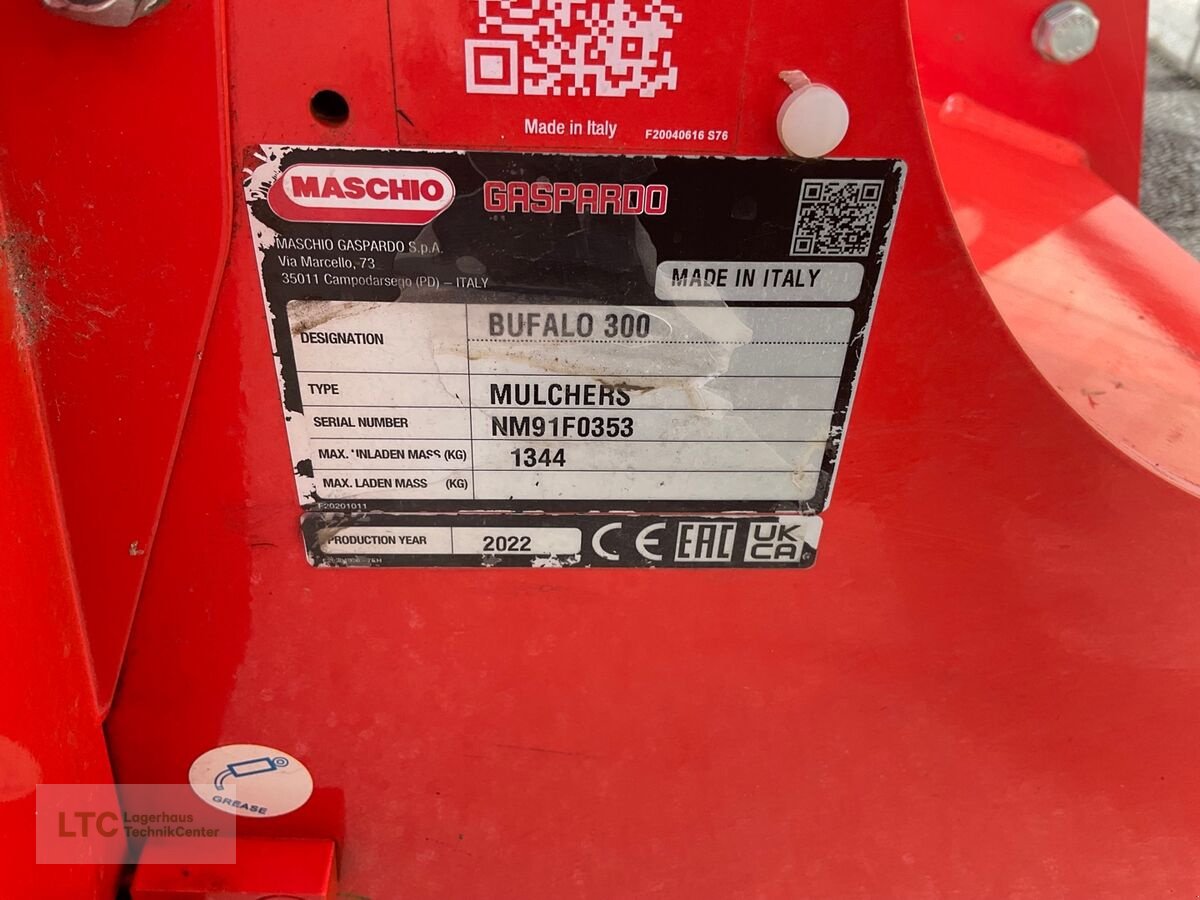 Made in Italy F20040616 S76
MASCHIO GASPARDO
MASCHIO GASPARDO S.p.A.
Via Marcello, 73
35011 Campodarsego (PD) – ITALY
MADE IN ITALY
DESIGNATION BUFALO 300
TYPE MULCHERS
SERIAL NUMBER NM91F0353
MAX. UNLADEN MASS (KG) 1344
MAX. LADEN MASS (KG)
F20201011
PRODUCTION YEAR 2022 CE EAC UK CA
GREASE
LTC Lagerhaus
TechnikCenter